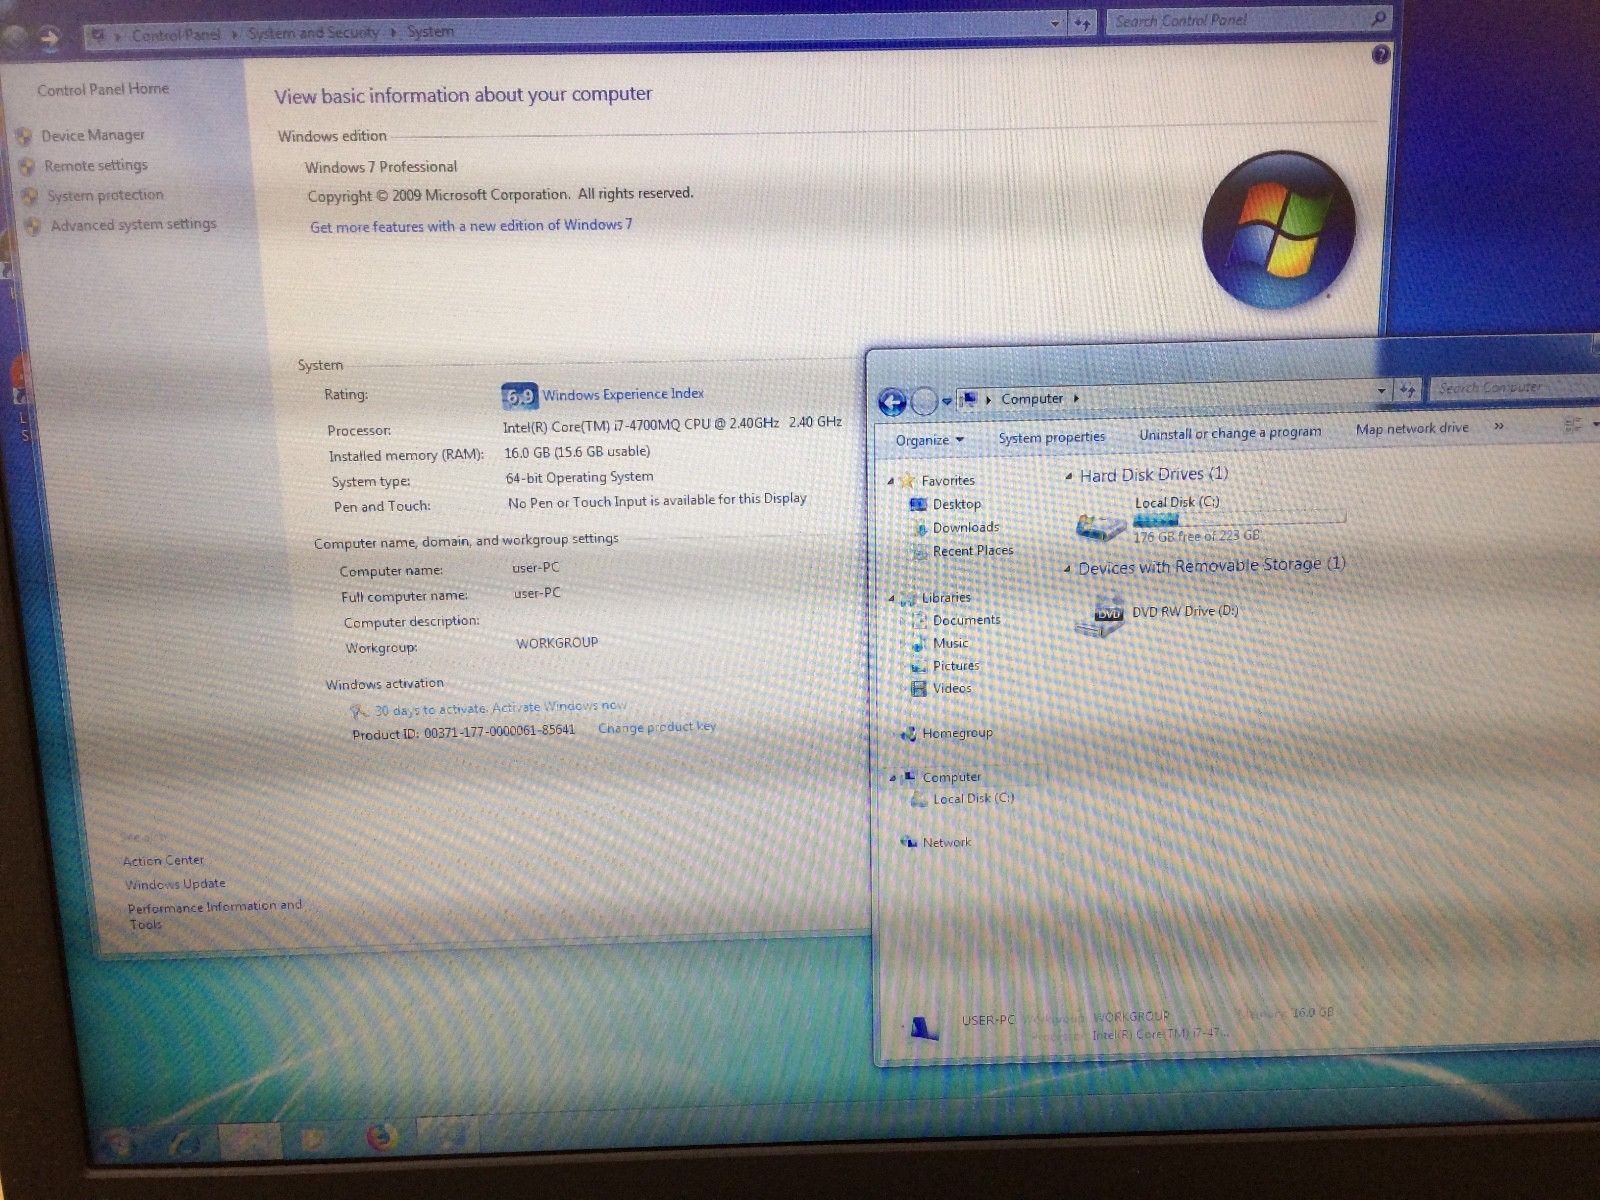 Control Panel ▸ System and Security ▸ System
Search Control Panel
Control Panel Home
Device Manager
Remote settings
System protection
Advanced system settings
View basic information about your computer
Windows edition
Windows 7 Professional
Copyright © 2009 Microsoft Corporation. All rights reserved.
Get more features with a new edition of Windows 7
System
Rating: 6,9 Windows Experience Index
Processor: Intel(R) Core(TM) i7-4700MQ CPU @ 2.40GHz 2.40 GHz
Installed memory (RAM): 16.0 GB (15.6 GB usable)
System type: 64-bit Operating System
Pen and Touch: No Pen or Touch Input is available for this Display
Computer name, domain, and workgroup settings
Computer name: user-PC
Full computer name: user-PC
Computer description:
Workgroup: WORKGROUP
Windows activation
30 days to activate. Activate Windows now
Product ID: 00371-177-0000061-85641 Change product key
See also
Action Center
Windows Update
Performance Information and
Tools
Computer ▸
Search Computer
Organize System properties Uninstall or change a program Map network drive »
Favorites
Desktop
Downloads
Recent Places
Libraries
Documents
Music
Pictures
Videos
Homegroup
Computer
Local Disk (C:)
Network
Hard Disk Drives (1)
Local Disk (C:)
176 GB free of 223 GB
Devices with Removable Storage (1)
DVD
DVD RW Drive (D:)
USER-PC Workgroup: WORKGROUP Memory: 16.0 GB
Intel(R) Core(TM) i7-47...